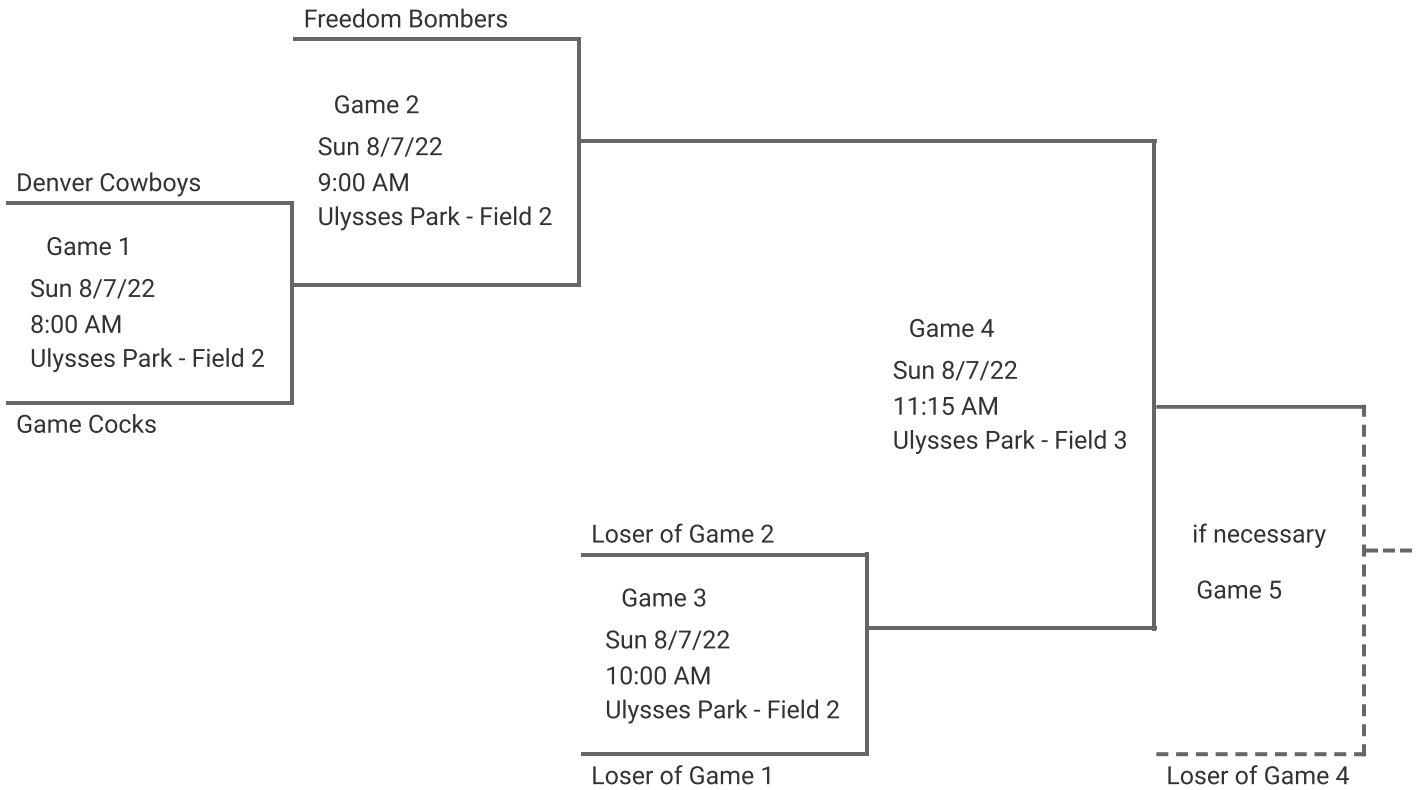 Freedom Bombers
Game 2
Sun 8/7/22
9:00 AM
Ulysses Park - Field 2
Denver Cowboys
Game 1
Sun 8/7/22
8:00 AM
Ulysses Park - Field 2
Game Cocks
Game 4
Sun 8/7/22
11:15 AM
Ulysses Park - Field 3
Loser of Game 2
Game 3
Sun 8/7/22
10:00 AM
Ulysses Park - Field 2
Loser of Game 1
if necessary
Game 5
Loser of Game 4